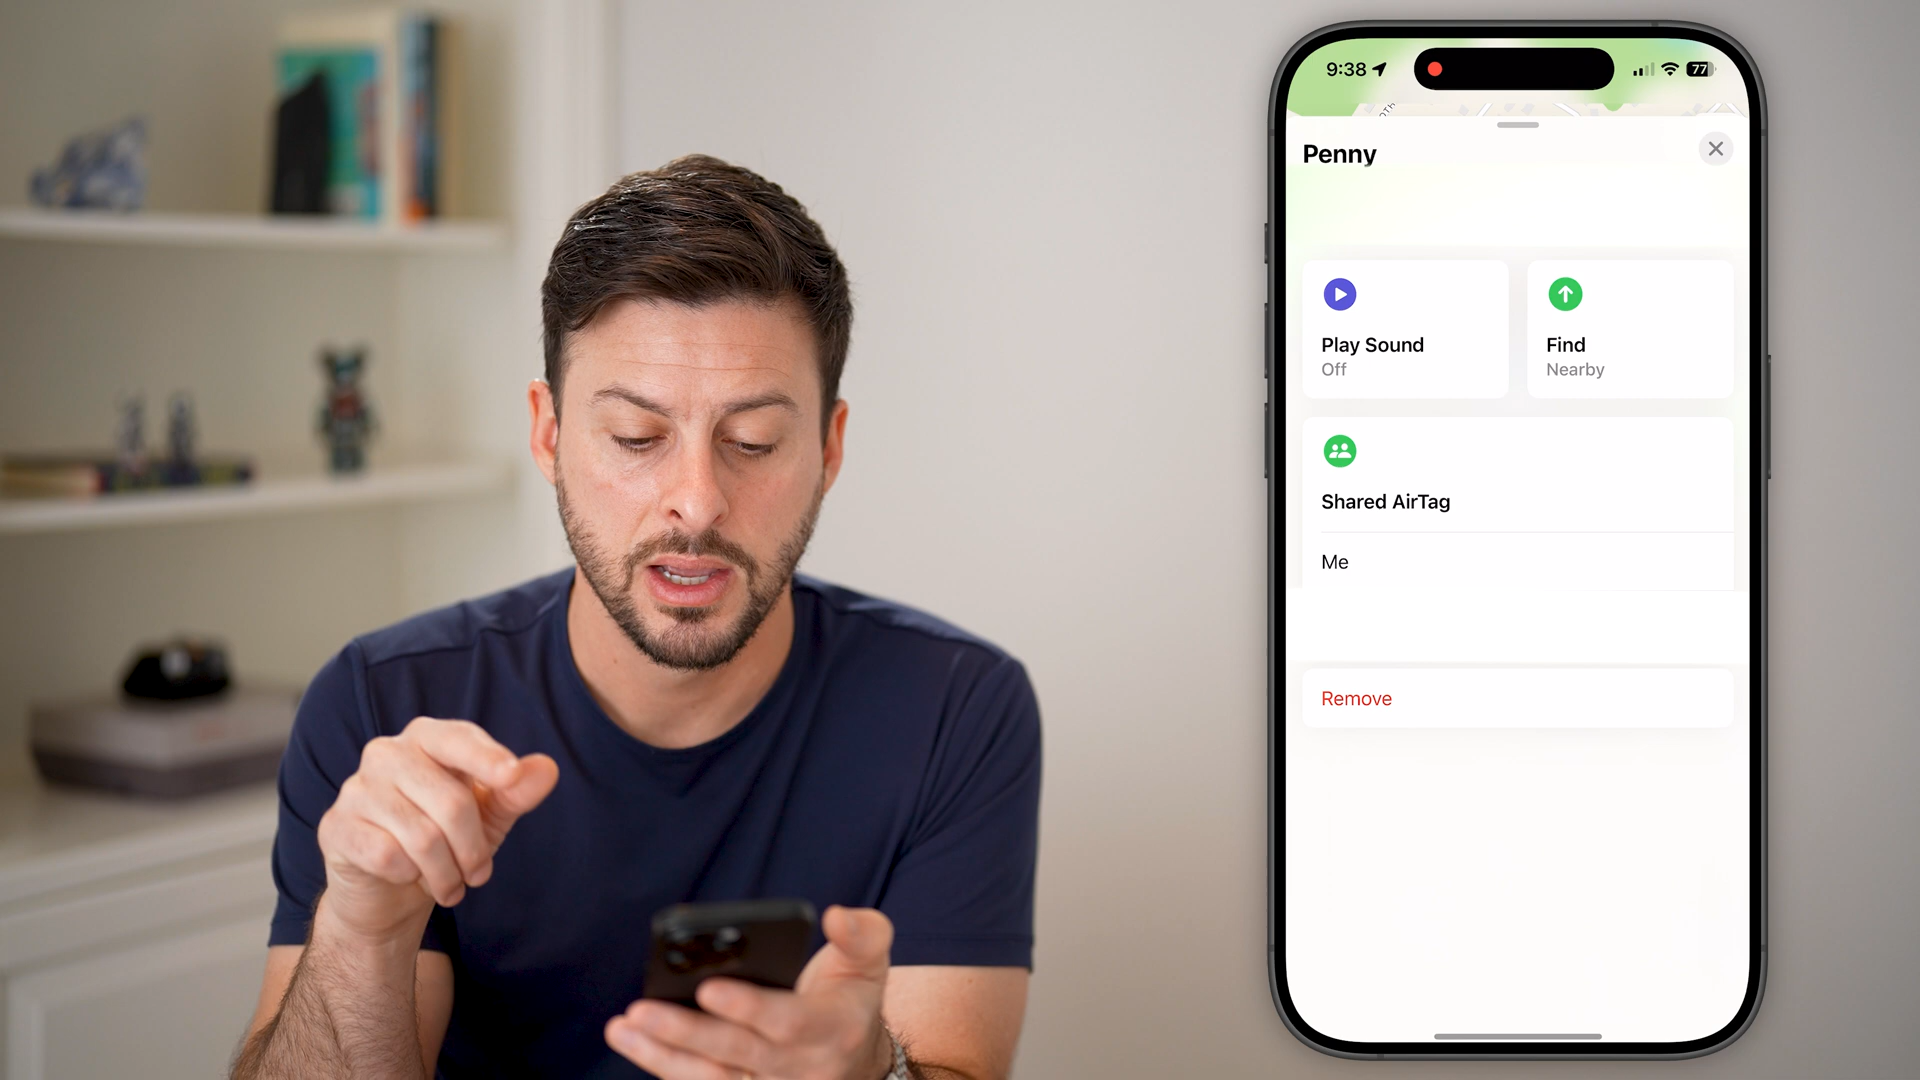 9:38
77
Penny
Play Sound
Off
Find
Nearby
Shared AirTag
Me
Remove